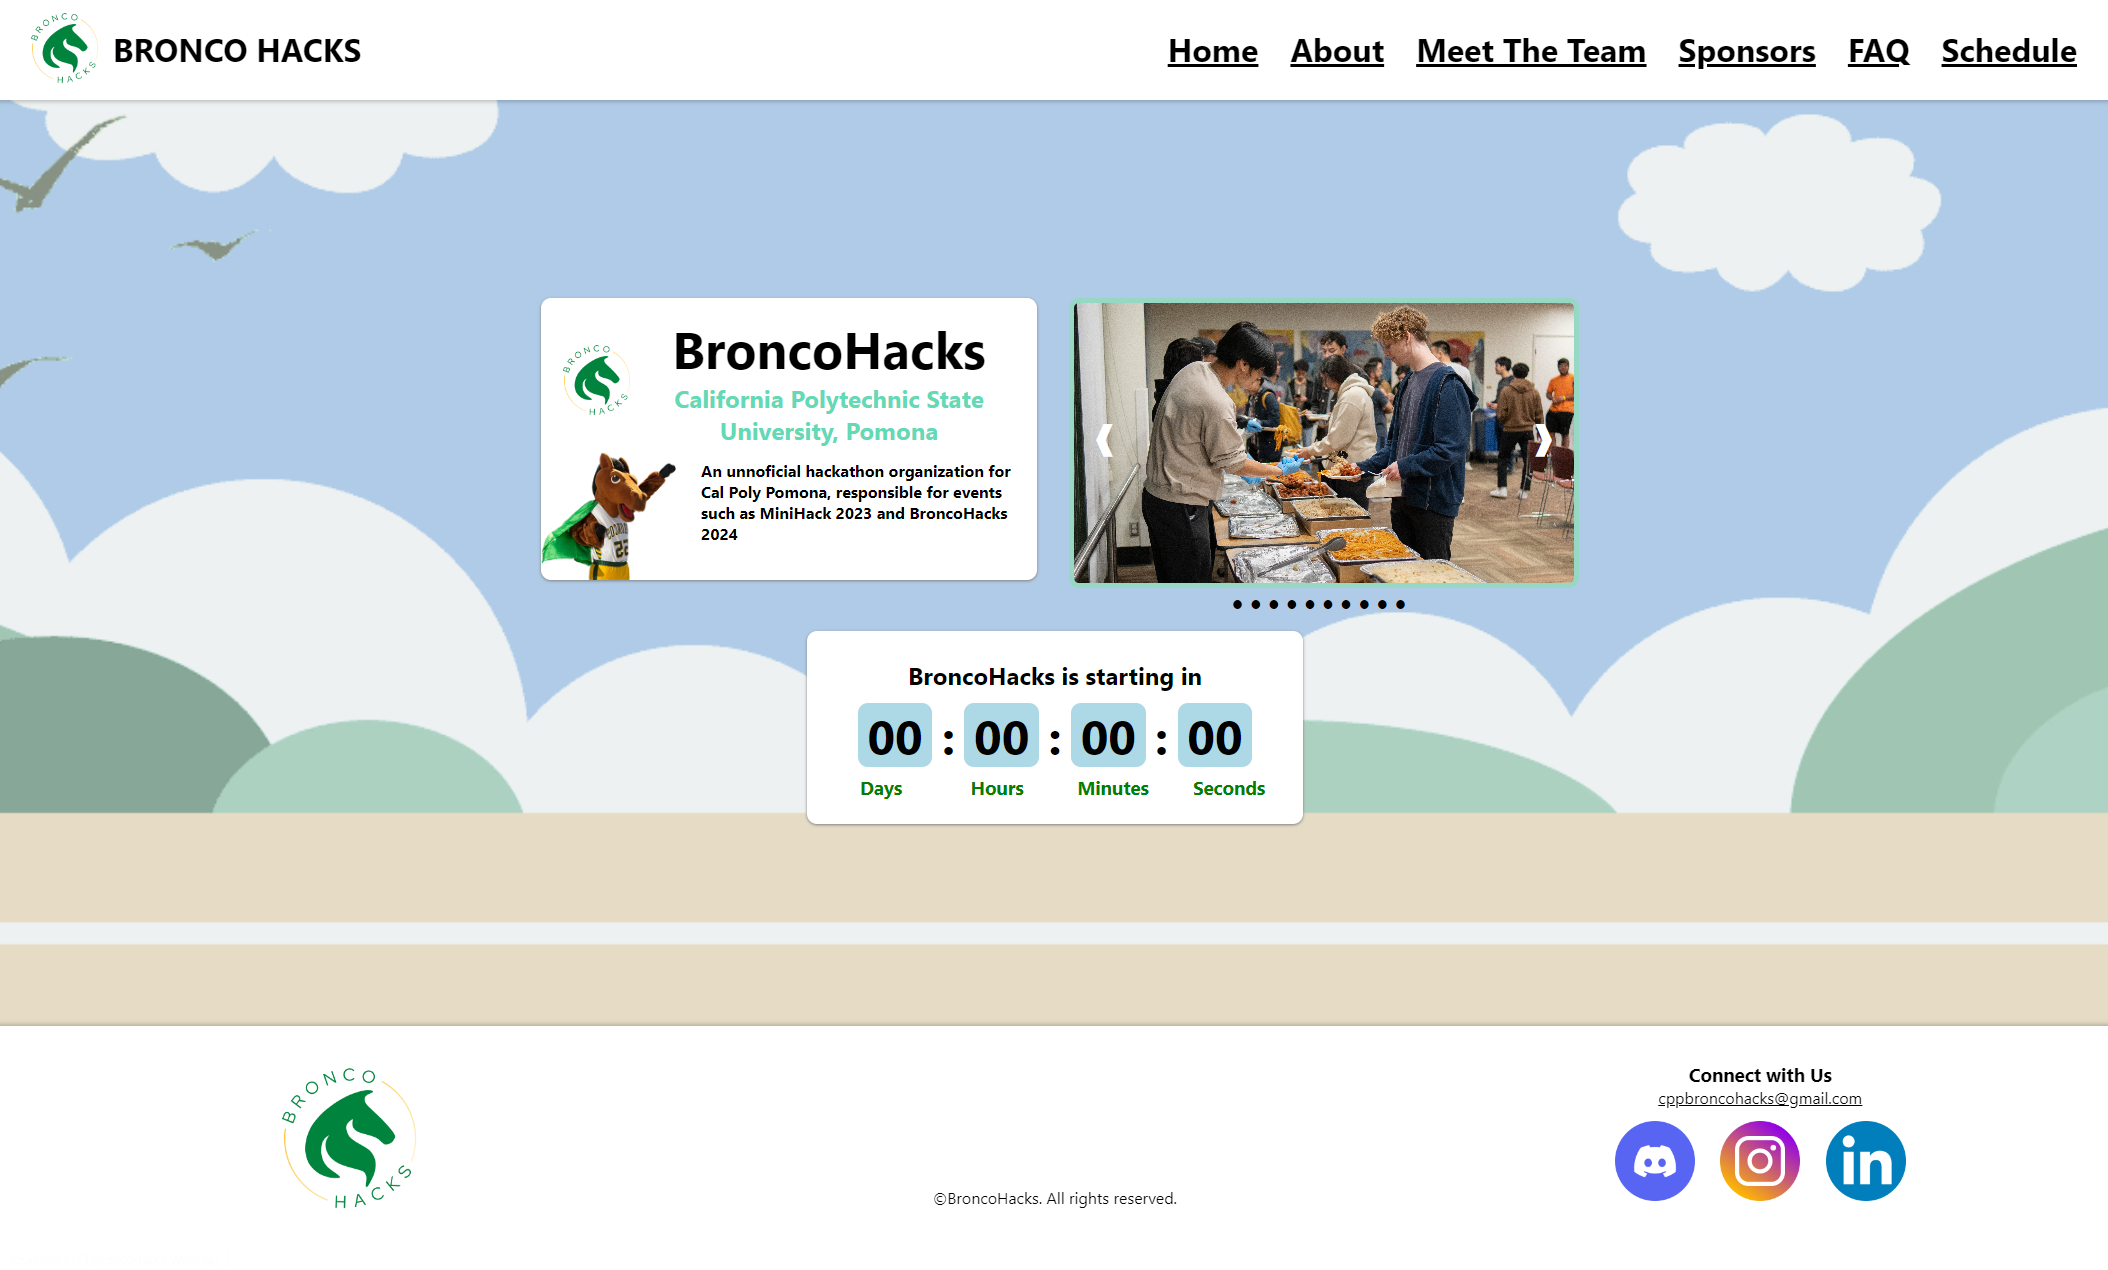 BRONCO HACKS
BRONCO HACKS
Home About Meet The Team Sponsors FAQ Schedule
BRONCO HACKS
BroncoHacks
California Polytechnic State
University, Pomona
An unnoficial hackathon organization for
Cal Poly Pomona, responsible for events
such as MiniHack 2023 and BroncoHacks
2024
BroncoHacks is starting in
00 : 00 : 00 : 00
Days Hours Minutes Seconds
BRONCO HACKS
Connect with Us
cppbroncohacks@gmail.com
in
©BroncoHacks. All rights reserved.